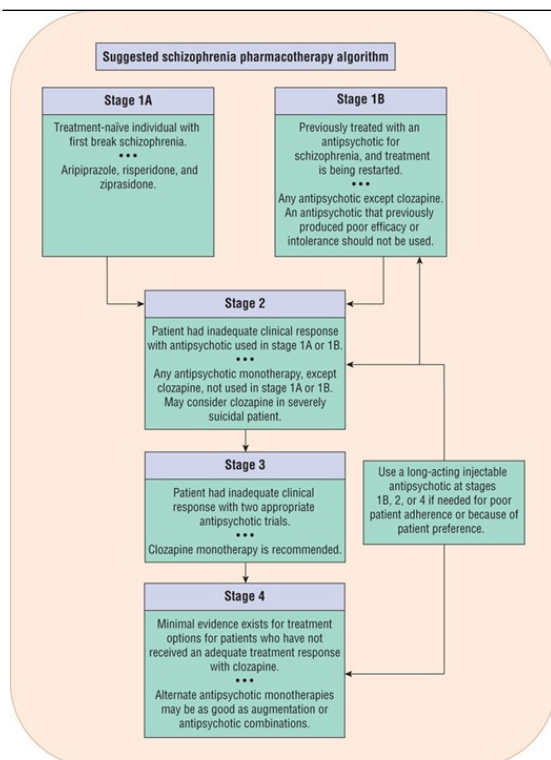 Suggested schizophrenia pharmacotherapy algorithm
Stage 1A
Treatment-naïve individual with
first break schizophrenia.
•••
Aripiprazole, risperidone, and
ziprasidone.
Stage 1B
Previously treated with an
antipsychotic for
schizophrenia, and treatment
is being restarted.
•••
Any antipsychotic except clozapine.
An antipsychotic that previously
produced poor efficacy or
intolerance should not be used.
Stage 2
Patient had inadequate clinical response
with antipsychotic used in stage 1A or 1B.
•••
Any antipsychotic monotherapy, except
clozapine, not used in stage 1A or 1B.
May consider clozapine in severely
suicidal patient.
Stage 3
Patient had inadequate clinical
response with two appropriate
antipsychotic trials.
•••
Clozapine monotherapy is recommended.
Use a long-acting injectable
antipsychotic at stages
1B, 2, or 4 if needed for poor
patient adherence or because of
patient preference.
Stage 4
Minimal evidence exists for treatment
options for patients who have not
received an adequate treatment response
with clozapine.
•••
Alternate antipsychotic monotherapies
may be as good as augmentation or
antipsychotic combinations.